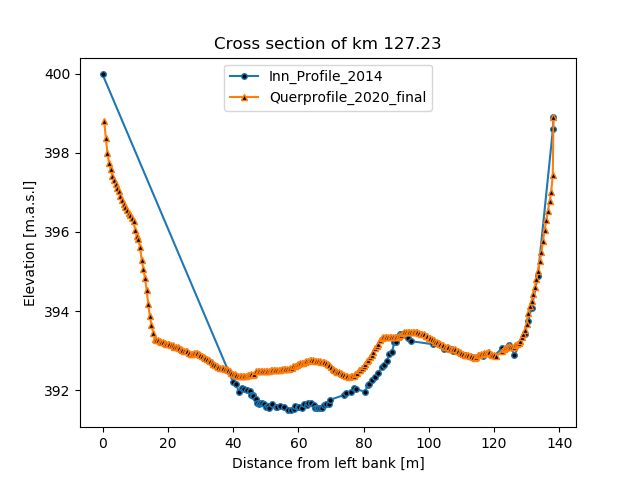 Cross section of km 127.23
Inn_Profile_2014
Querprofile_2020_final
400
398
396
394
392
Elevation [m.a.s.l]
0
20
40
60
80
100
120
140
Distance from left bank [m]